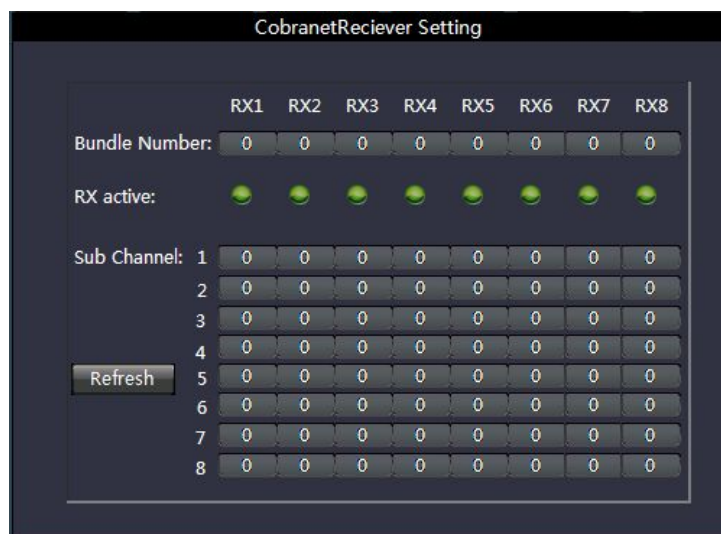 CobranetReciever Setting
RX1 RX2 RX3 RX4 RX5 RX6 RX7 RX8
Bundle Number: 0 0 0 0 0 0 0 0
RX active:
Sub Channel: 1 0 0 0 0 0 0 0 0
2 0 0 0 0 0 0 0 0
3 0 0 0 0 0 0 0 0
4 0 0 0 0 0 0 0 0
Refresh 5 0 0 0 0 0 0 0 0
6 0 0 0 0 0 0 0 0
7 0 0 0 0 0 0 0 0
8 0 0 0 0 0 0 0 0